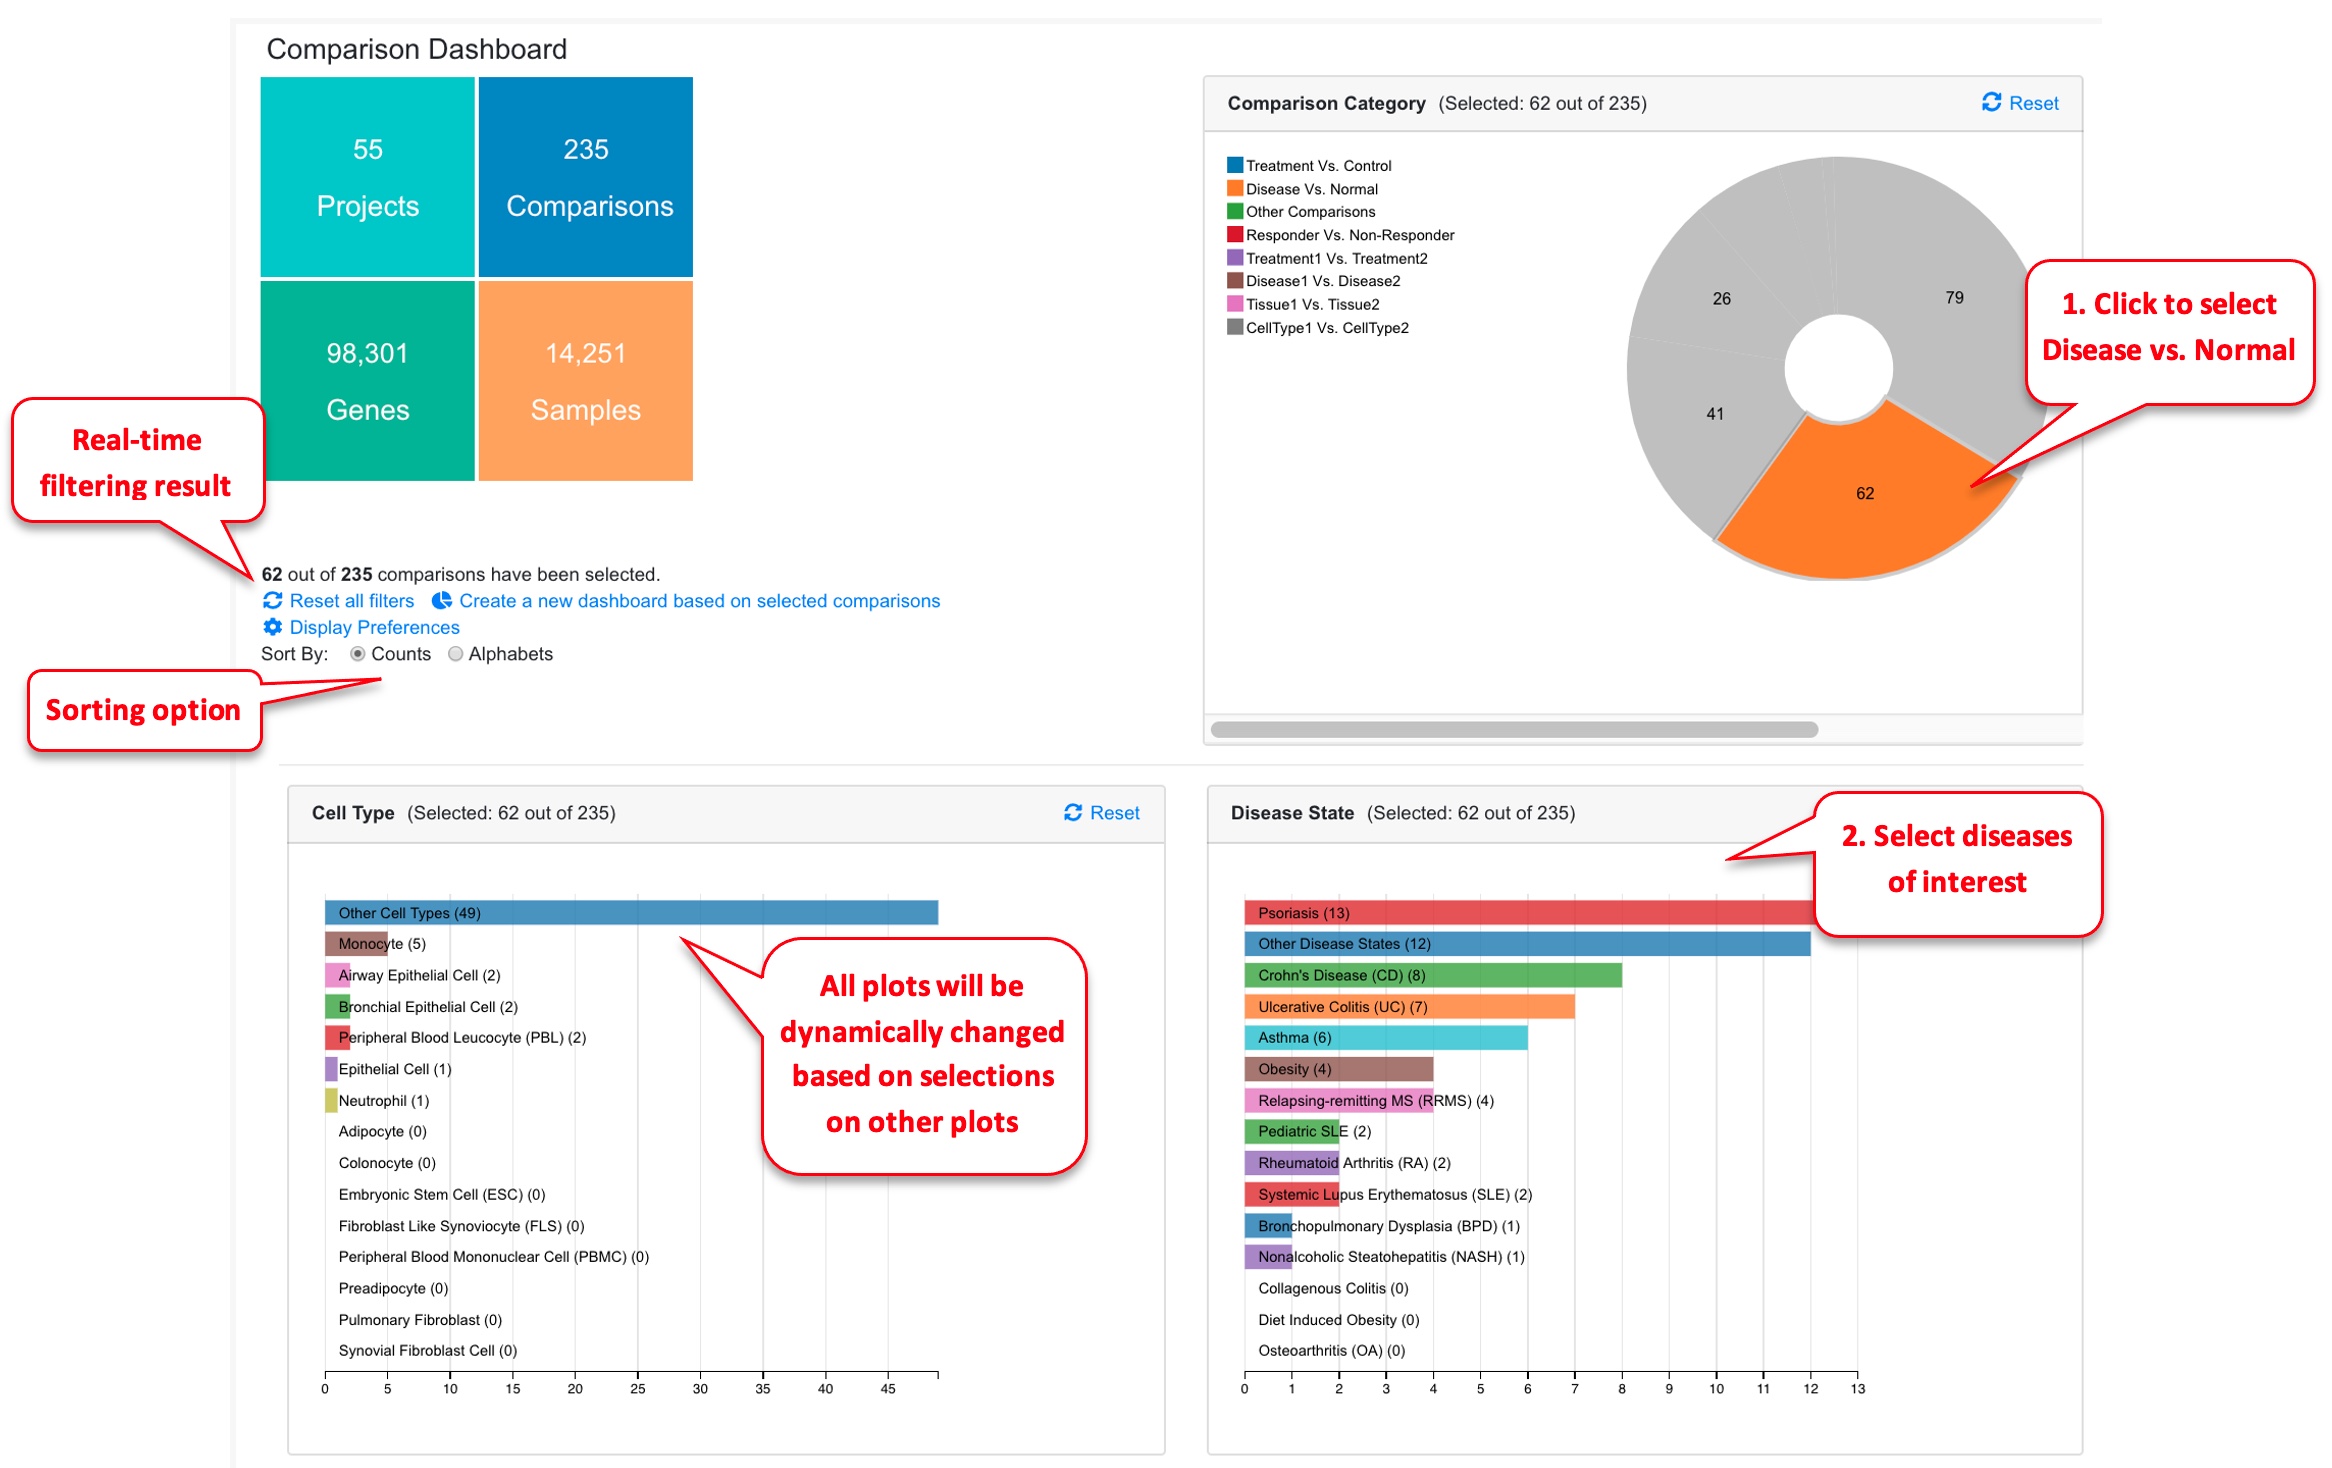 Comparison Dashboard
55
Projects
235
Comparisons
98,301
Genes
14,251
Samples
Real-time
filtering result
62 out of 235 comparisons have been selected.
Reset all filters Create a new dashboard based on selected comparisons
Display Preferences
Sort By: Counts Alphabets
Sorting option
Comparison Category (Selected: 62 out of 235) Reset
Treatment Vs. Control
Disease Vs. Normal
Other Comparisons
Responder Vs. Non-Responder
Treatment1 Vs. Treatment2
Disease1 Vs. Disease2
Tissue1 Vs. Tissue2
CellType1 Vs. CellType2
26
79
41
62
1. Click to select
Disease vs. Normal
Cell Type (Selected: 62 out of 235) Reset
Other Cell Types (49)
Monocyte (5)
Airway Epithelial Cell (2)
Bronchial Epithelial Cell (2)
Peripheral Blood Leucocyte (PBL) (2)
Epithelial Cell (1)
Neutrophil (1)
Adipocyte (0)
Colonocyte (0)
Embryonic Stem Cell (ESC) (0)
Fibroblast Like Synoviocyte (FLS) (0)
Peripheral Blood Mononuclear Cell (PBMC) (0)
Preadipocyte (0)
Pulmonary Fibroblast (0)
Synovial Fibroblast Cell (0)
0 5 10 15 20 25 30 35 40 45
All plots will be
dynamically changed
based on selections
on other plots
Disease State (Selected: 62 out of 235)
2. Select diseases
of interest
Psoriasis (13)
Other Disease States (12)
Crohn's Disease (CD) (8)
Ulcerative Colitis (UC) (7)
Asthma (6)
Obesity (4)
Relapsing-remitting MS (RRMS) (4)
Pediatric SLE (2)
Rheumatoid Arthritis (RA) (2)
Systemic Lupus Erythematosus (SLE) (2)
Bronchopulmonary Dysplasia (BPD) (1)
Nonalcoholic Steatohepatitis (NASH) (1)
Collagenous Colitis (0)
Diet Induced Obesity (0)
Osteoarthritis (OA) (0)
0 1 2 3 4 5 6 7 8 9 10 11 12 13